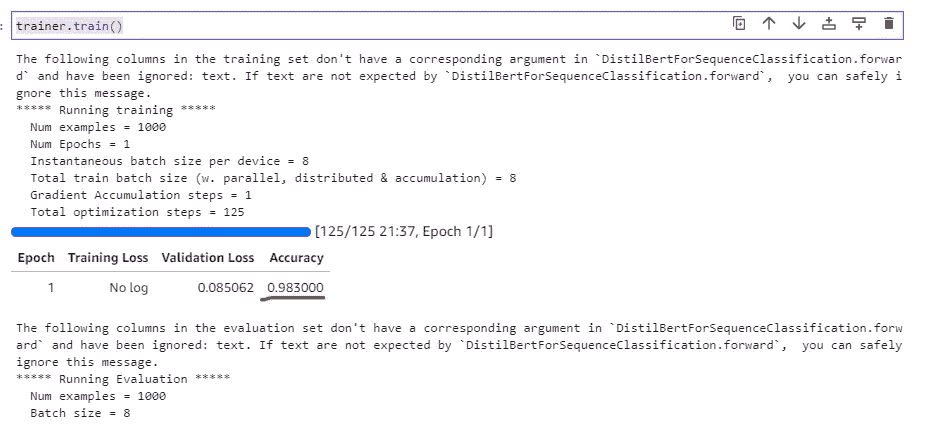 trainer.train()
The following columns in the training set don't have a corresponding argument in `DistilBertForSequenceClassification.forwar
d` and have been ignored: text. If text are not expected by `DistilBertForSequenceClassification.forward`,  you can safely i
gnore this message.
***** Running training *****
  Num examples = 1000
  Num Epochs = 1
  Instantaneous batch size per device = 8
  Total train batch size (w. parallel, distributed & accumulation) = 8
  Gradient Accumulation steps = 1
  Total optimization steps = 125
[125/125 21:37, Epoch 1/1]
Epoch Training Loss Validation Loss Accuracy
1 No log 0.085062 0.983000
The following columns in the evaluation set don't have a corresponding argument in `DistilBertForSequenceClassification.forw
ard` and have been ignored: text. If text are not expected by `DistilBertForSequenceClassification.forward`,  you can safely
ignore this message.
***** Running Evaluation *****
  Num examples = 1000
  Batch size = 8